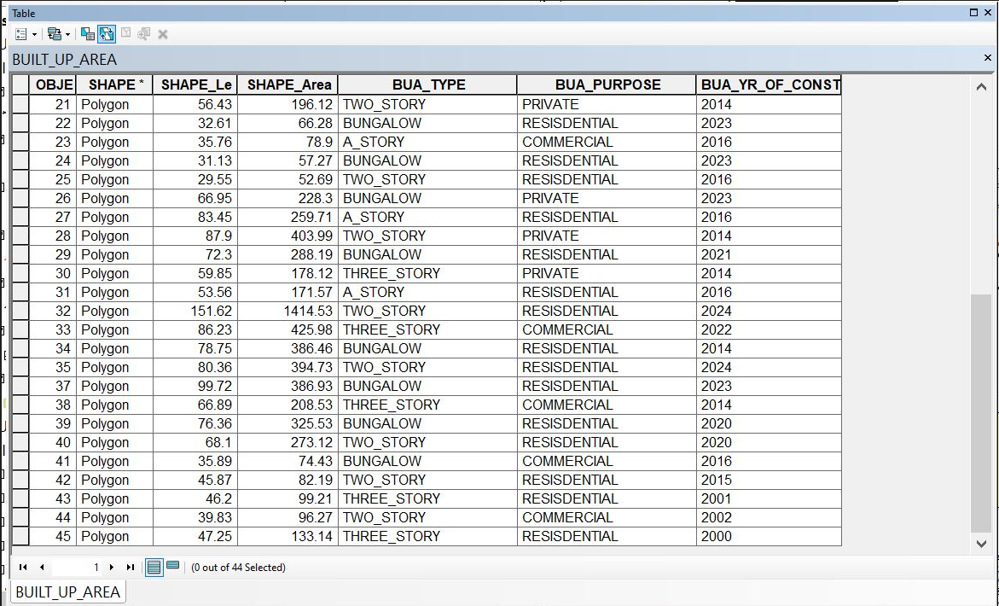 Table
BUILT_UP_AREA
OBJE SHAPE * SHAPE_Le SHAPE_Area BUA_TYPE BUA_PURPOSE BUA_YR_OF_CONST
21 Polygon 56.43 196.12 TWO_STORY PRIVATE 2014
22 Polygon 32.61 66.28 BUNGALOW RESISDENTIAL 2023
23 Polygon 35.76 78.9 A_STORY COMMERCIAL 2016
24 Polygon 31.13 57.27 BUNGALOW RESISDENTIAL 2023
25 Polygon 29.55 52.69 TWO_STORY RESISDENTIAL 2016
26 Polygon 66.95 228.3 BUNGALOW PRIVATE 2023
27 Polygon 83.45 259.71 A_STORY RESISDENTIAL 2016
28 Polygon 87.9 403.99 TWO_STORY PRIVATE 2014
29 Polygon 72.3 288.19 BUNGALOW RESISDENTIAL 2021
30 Polygon 59.85 178.12 THREE_STORY PRIVATE 2014
31 Polygon 53.56 171.57 A_STORY RESISDENTIAL 2016
32 Polygon 151.62 1414.53 TWO_STORY RESISDENTIAL 2024
33 Polygon 86.23 425.98 THREE_STORY COMMERCIAL 2022
34 Polygon 78.75 386.46 BUNGALOW RESISDENTIAL 2014
35 Polygon 80.36 394.73 TWO_STORY RESISDENTIAL 2024
37 Polygon 99.72 386.93 BUNGALOW RESISDENTIAL 2023
38 Polygon 66.89 208.53 THREE_STORY COMMERCIAL 2014
39 Polygon 76.36 325.53 BUNGALOW RESISDENTIAL 2020
40 Polygon 68.1 273.12 TWO_STORY RESISDENTIAL 2020
41 Polygon 35.89 74.43 BUNGALOW COMMERCIAL 2016
42 Polygon 45.87 82.19 TWO_STORY RESISDENTIAL 2015
43 Polygon 46.2 99.21 THREE_STORY RESISDENTIAL 2001
44 Polygon 39.83 96.27 TWO_STORY COMMERCIAL 2002
45 Polygon 47.25 133.14 THREE_STORY RESISDENTIAL 2000
1 (0 out of 44 Selected)
BUILT_UP_AREA